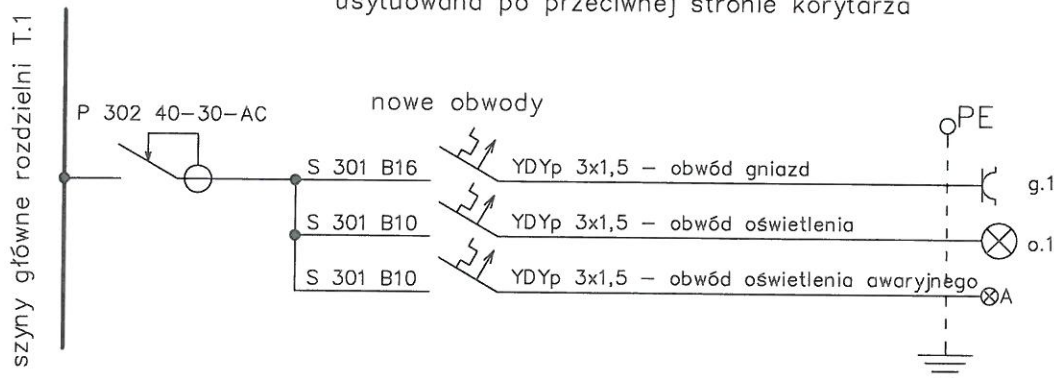 usytuowana po przeciwnej stronie korytarza
szyny główne rozdzielni T.1
P 302 40-30-AC
nowe obwody
PE
S 301 B16
YDYp 3x1,5 – obwód gniazd
g.1
S 301 B10
YDYp 3x1,5 – obwód oświetlenia
o.1
S 301 B10
YDYp 3x1,5 – obwód oświetlenia awaryjnego
A